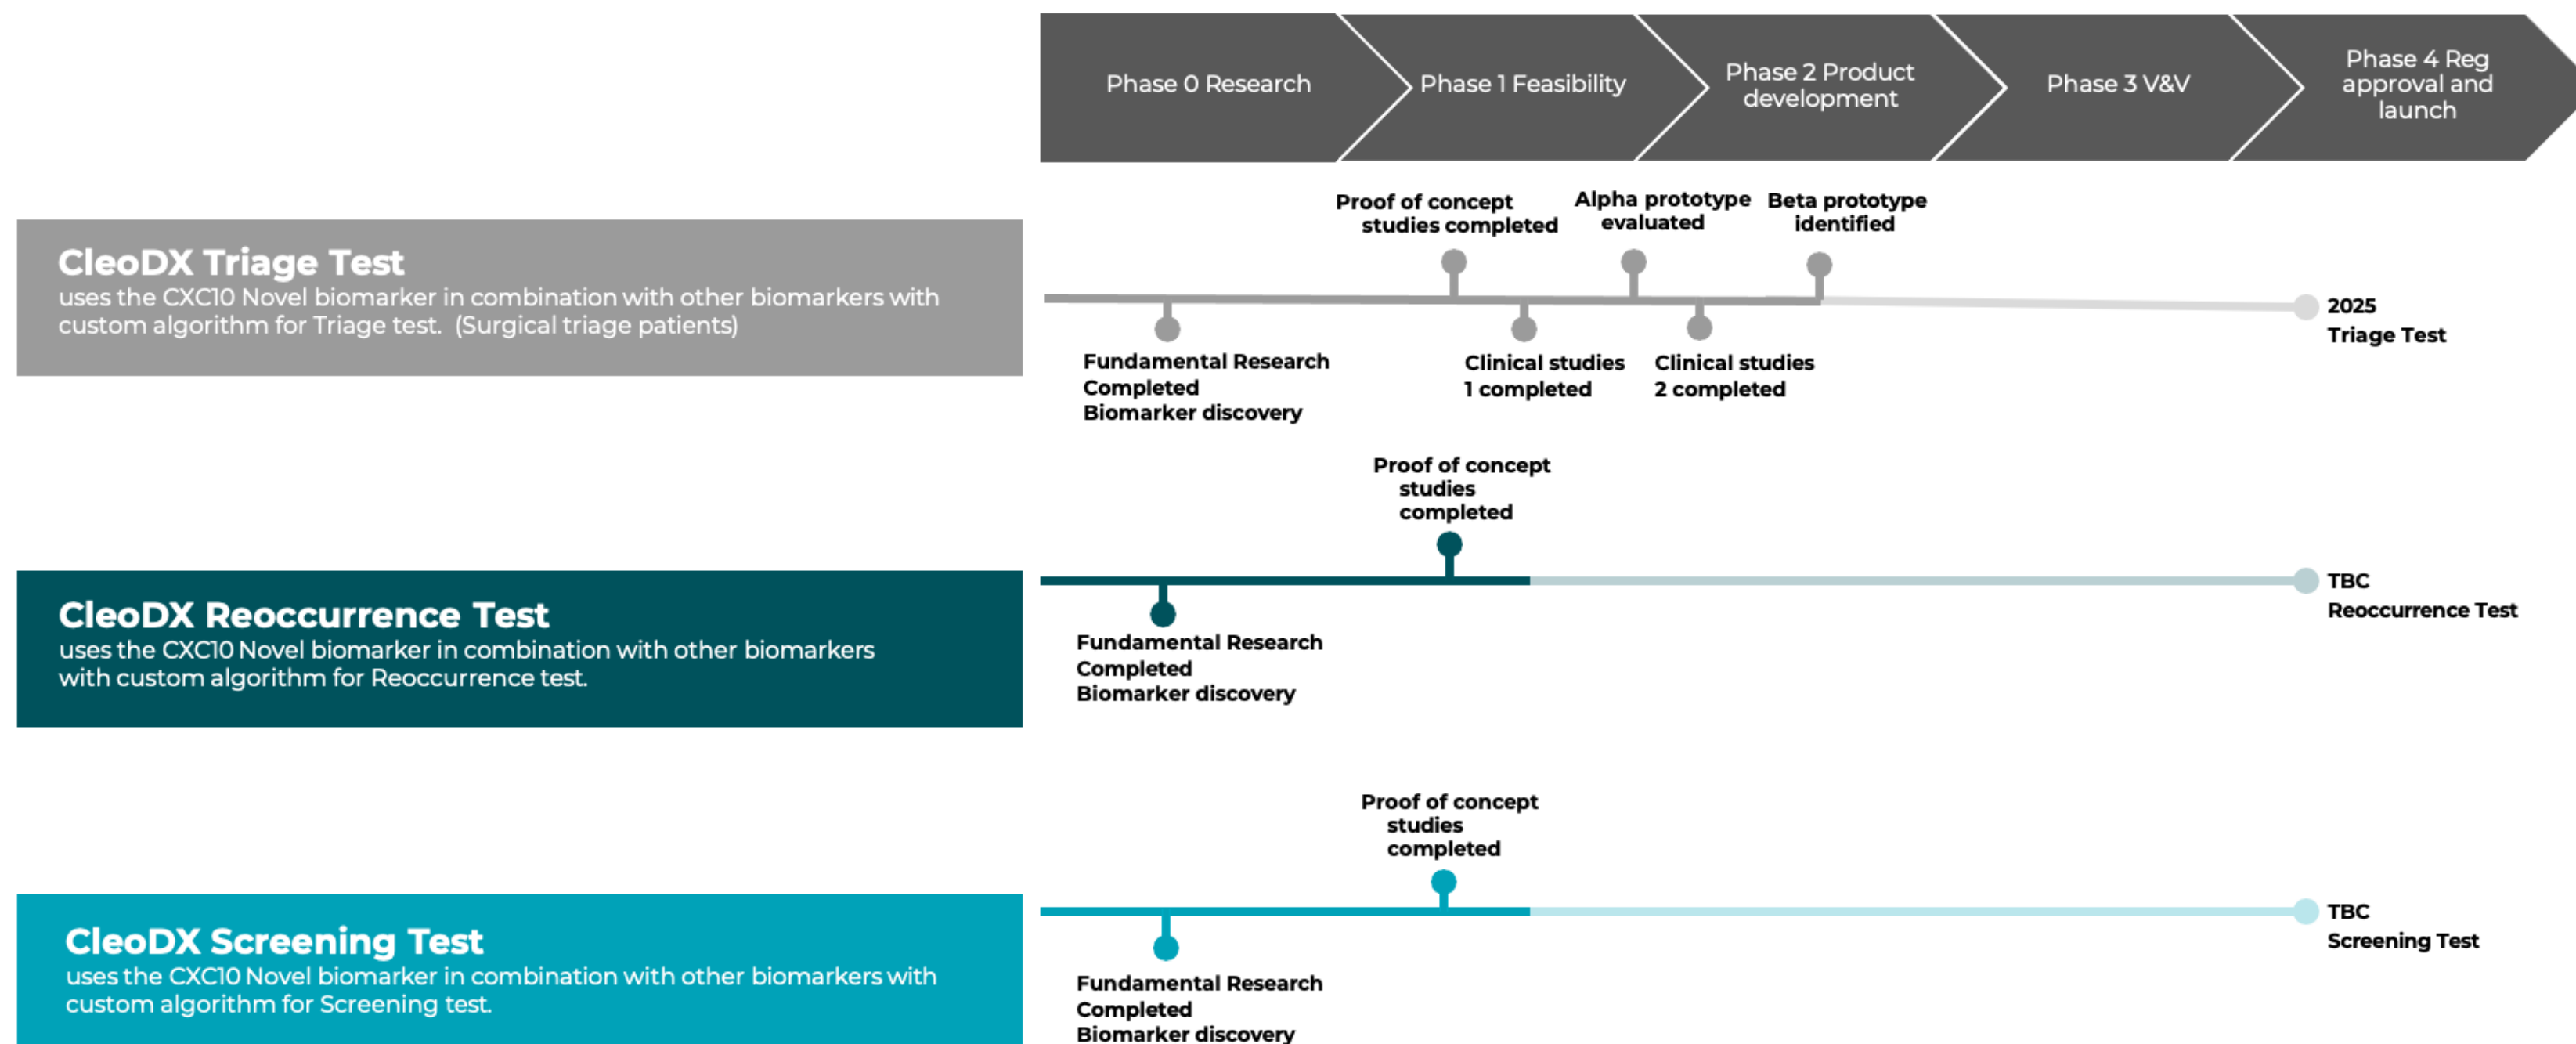 Phase 0 Research
Phase 1 Feasibility
Phase 2 Product
development
Phase 3 V&V
Phase 4 Reg
approval and
launch
CleoDX Triage Test
uses the CXC10 Novel biomarker in combination with other biomarkers with
custom algorithm for Triage test. (Surgical triage patients)
Proof of concept
studies completed
Alpha prototype
evaluated
Beta prototype
identified
Fundamental Research
Completed
Biomarker discovery
Clinical studies
1 completed
Clinical studies
2 completed
2025
Triage Test
CleoDX Reoccurrence Test
uses the CXC10 Novel biomarker in combination with other biomarkers
with custom algorithm for Reoccurrence test.
Proof of concept
studies
completed
Fundamental Research
Completed
Biomarker discovery
TBC
Reoccurrence Test
CleoDX Screening Test
uses the CXC10 Novel biomarker in combination with other biomarkers with
custom algorithm for Screening test.
Proof of concept
studies
completed
Fundamental Research
Completed
Biomarker discovery
TBC
Screening Test